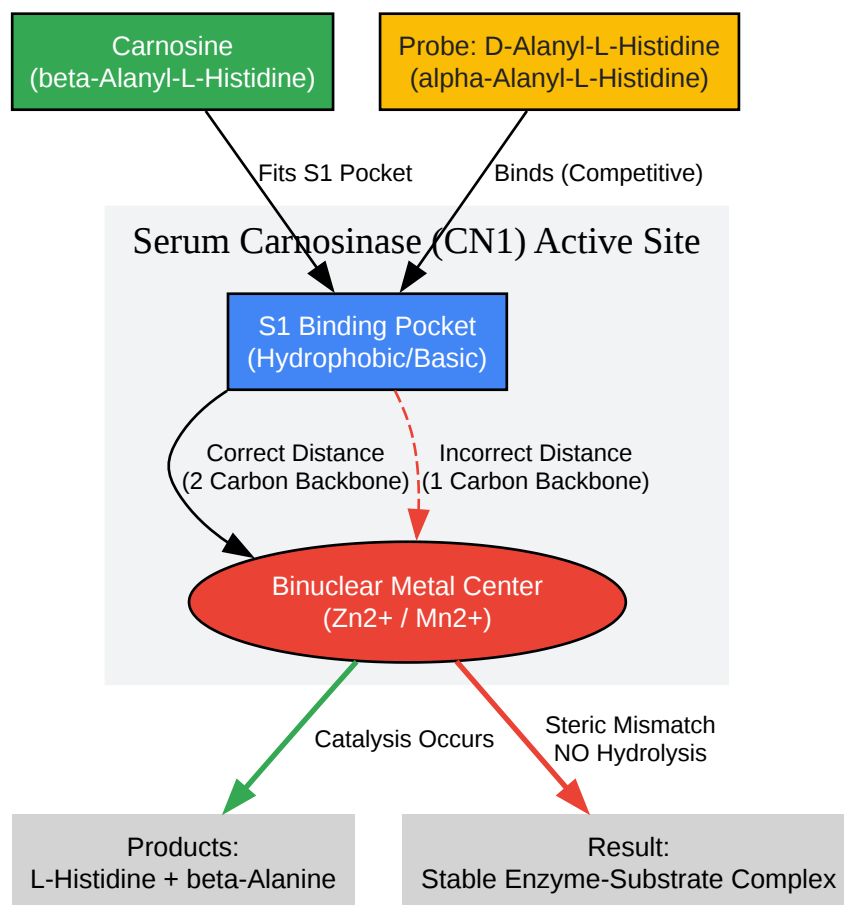 Carnosine
(beta-Alanyl-L-Histidine)
Probe: D-Alanyl-L-Histidine
(alpha-Alanyl-L-Histidine)
Fits S1 Pocket
Binds (Competitive)
Serum Carnosinase (CN1) Active Site
S1 Binding Pocket
(Hydrophobic/Basic)
Correct Distance
(2 Carbon Backbone)
Incorrect Distance
(1 Carbon Backbone)
Binuclear Metal Center
(Zn2+ / Mn2+)
Catalysis Occurs
Steric Mismatch
NO Hydrolysis
Products:
L-Histidine + beta-Alanine
Result:
Stable Enzyme-Substrate Complex